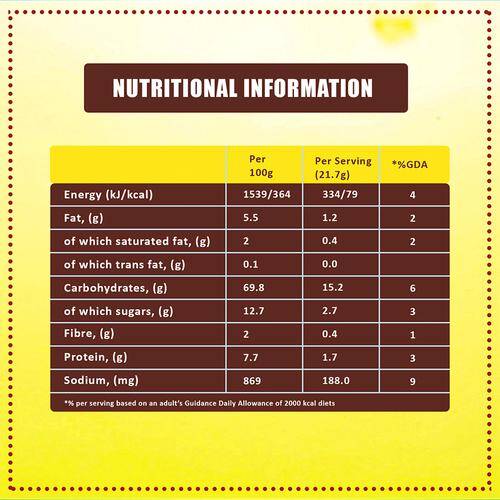 NUTRITIONAL INFORMATION
Per 100g Per Serving (21.7g) *%GDA
Energy (kJ/kcal) 1539/364 334/79 4
Fat, (g) 5.5 1.2 2
of which saturated fat, (g) 2 0.4 2
of which trans fat, (g) 0.1 0.0
Carbohydrates, (g) 69.8 15.2 6
of which sugars, (g) 12.7 2.7 3
Fibre, (g) 2 0.4 1
Protein, (g) 7.7 1.7 3
Sodium, (mg) 869 188.0 9
*% per serving based on an adult's Guidance Daily Allowance of 2000 kcal diets